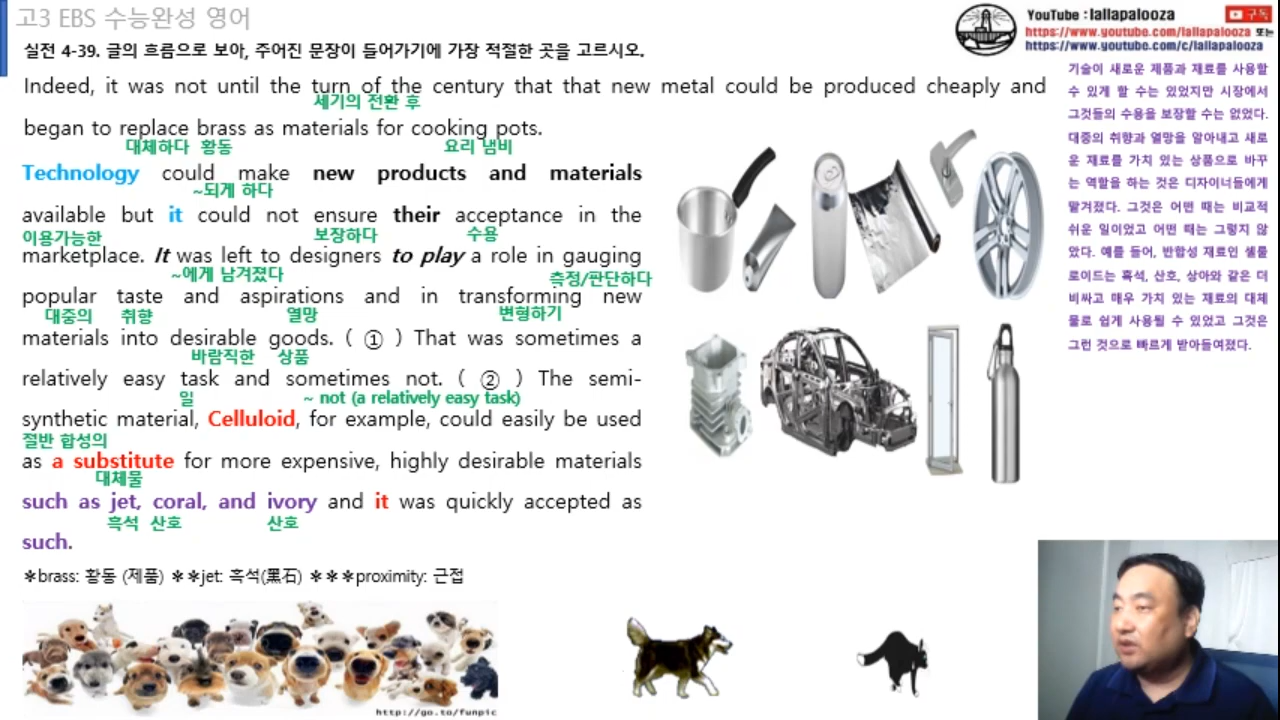 고3 EBS 수능완성 영어
YouTube : lallapalooza
구독
https://www.youtube.com/lallapalooza 또는
https://www.youtube.com/c/lallapalooza
실전 4-39. 글의 흐름으로 보아, 주어진 문장이 들어가기에 가장 적절한 곳을 고르시오.
Indeed, it was not until the turn of the century that that new metal could be produced cheaply and
세기의 전환 후
began to replace brass as materials for cooking pots.
대체하다 황동 요리 냄비
Technology could make new products and materials
~되게 하다
available but it could not ensure their acceptance in the
이용가능한 보장하다 수용
marketplace. It was left to designers to play a role in gauging
~에게 남겨졌다 측정/판단하다
popular taste and aspirations and in transforming new
대중의 취향 열망 변형하기
materials into desirable goods. ( ① ) That was sometimes a
바람직한 상품
relatively easy task and sometimes not. ( ② ) The semi-
일 ~ not (a relatively easy task)
synthetic material, Celluloid, for example, could easily be used
절반 합성의
as a substitute for more expensive, highly desirable materials
대체물
such as jet, coral, and ivory and it was quickly accepted as
흑석 산호 산호
such.
✻brass: 황동 (제품) ✻✻jet: 흑석(黑石) ✻✻✻proximity: 근접
기술이 새로운 제품과 재료를 사용할
수 있게 할 수는 있었지만 시장에서
그것들의 수용을 보장할 수는 없었다.
대중의 취향과 열망을 알아내고 새로
운 재료를 가치 있는 상품으로 바꾸
는 역할을 하는 것은 디자이너들에게
맡겨졌다. 그것은 어떤 때는 비교적
쉬운 일이었고 어떤 때는 그렇지 않
았다. 예를 들어, 반합성 재료인 셀룰
로이드는 흑석, 산호, 상아와 같은 더
비싸고 매우 가치 있는 재료의 대체
물로 쉽게 사용될 수 있었고 그것은
그런 것으로 빠르게 받아들여졌다.
http://go.to/funpic